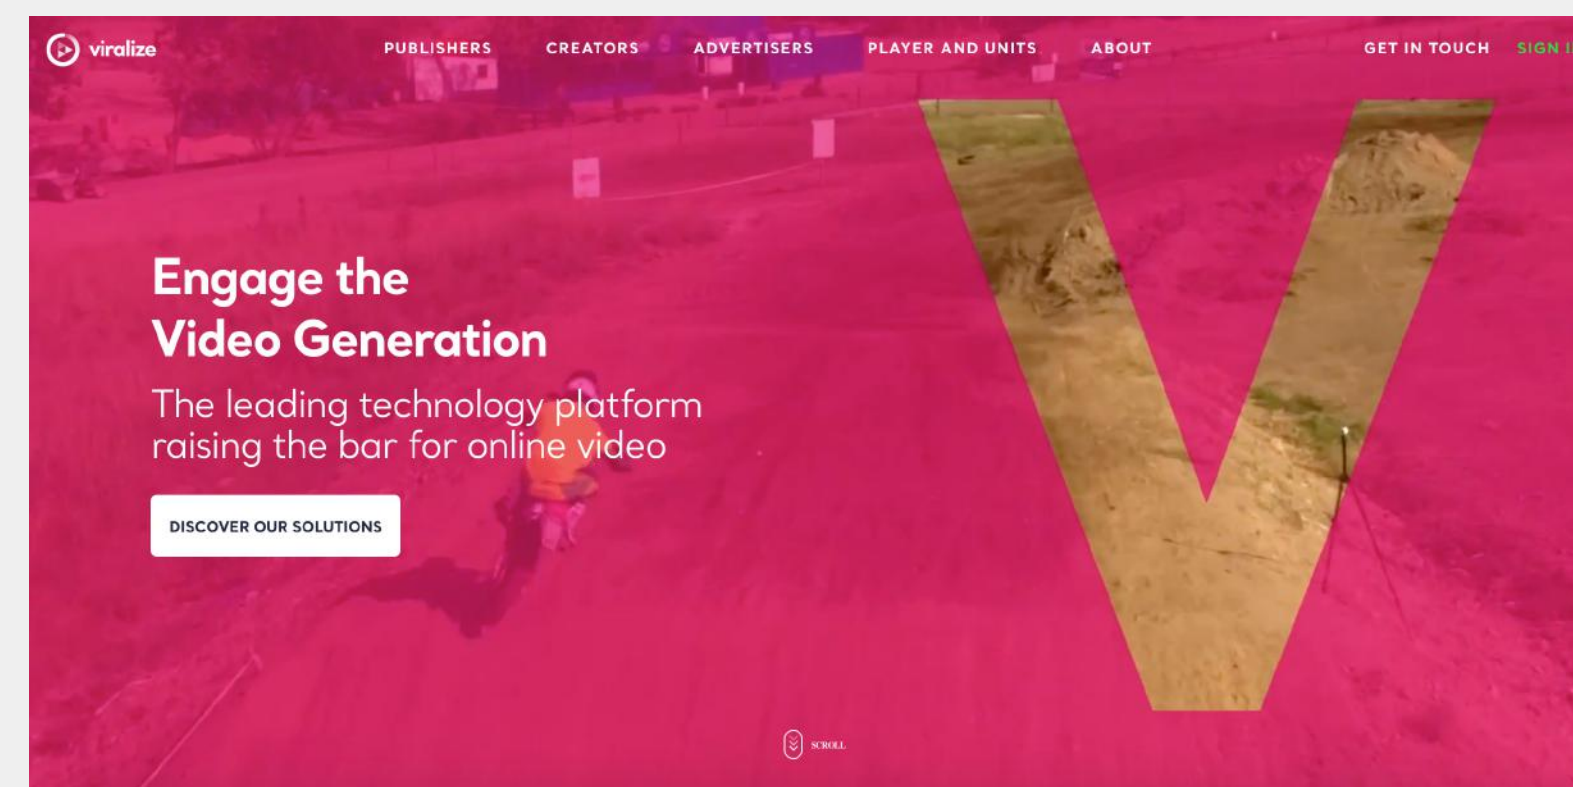 viralize
PUBLISHERS
CREATORS
ADVERTISERS
PLAYER AND UNITS
ABOUT
GET IN TOUCH
SIGN
Engage the
Video Generation
The leading technology platform
raising the bar for online video
DISCOVER OUR SOLUTIONS
V
SCROLL